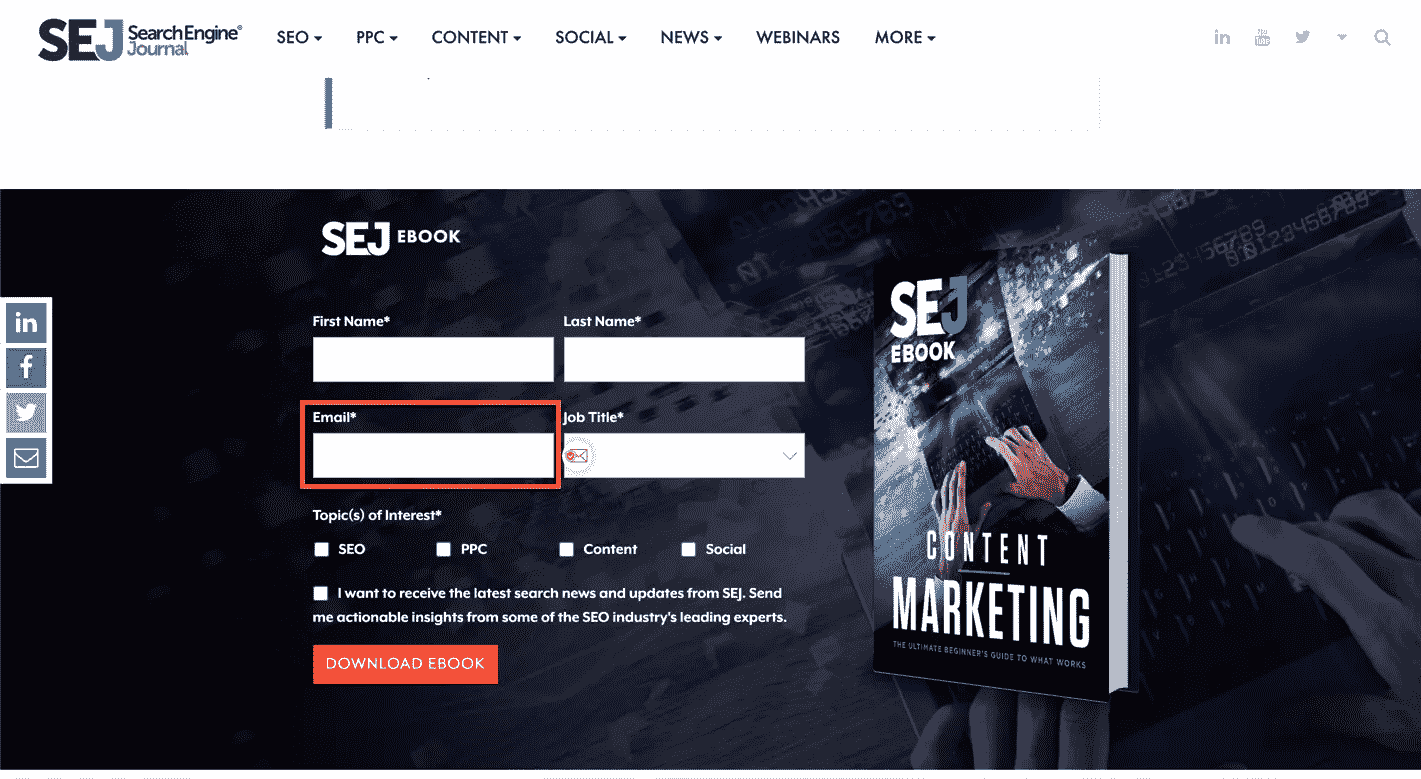 SEJ Search Engine Journal
SEO PPC CONTENT SOCIAL NEWS WEBINARS MORE
SEJ EBOOK
First Name* Last Name*
Email* Job Title*
Topic(s) of Interest*
SEO PPC Content Social
I want to receive the latest search news and updates from SEJ. Send
me actionable insights from some of the SEO industry's leading experts.
DOWNLOAD EBOOK
SEJ
EBOOK
CONTENT
MARKETING
THE ULTIMATE BEGINNER'S GUIDE TO WHAT WORKS